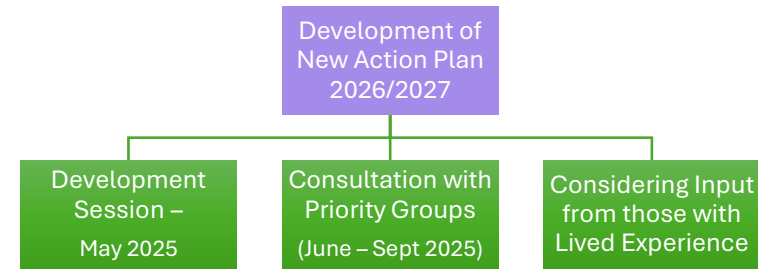 Development of
New Action Plan
2026/2027
Development
Session –
May 2025
Consultation with
Priority Groups
(June – Sept 2025)
Considering Input
from those with
Lived Experience